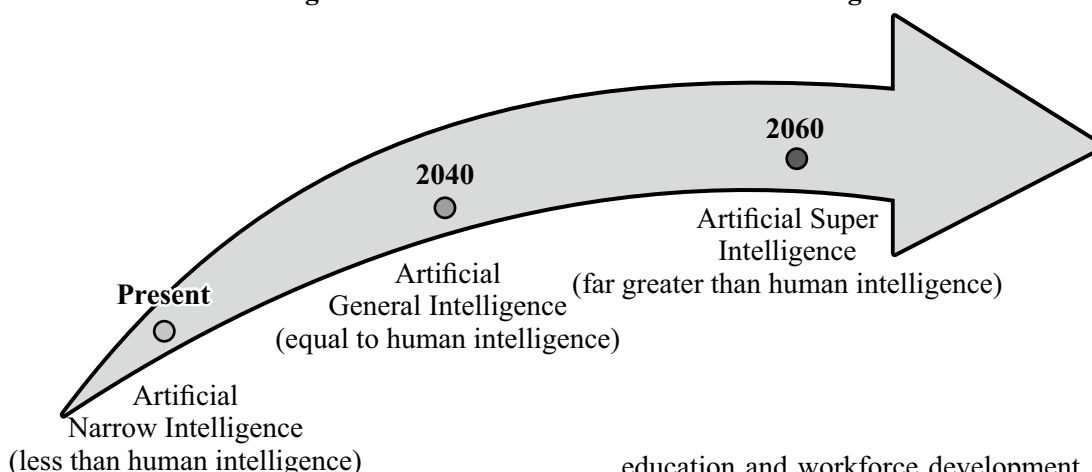 2060
2040
Artificial Super
Intelligence
(far greater than human intelligence)
Artificial
General Intelligence
(equal to human intelligence)
Present
Artificial
Narrow Intelligence
(less than human intelligence)
education and workforce development